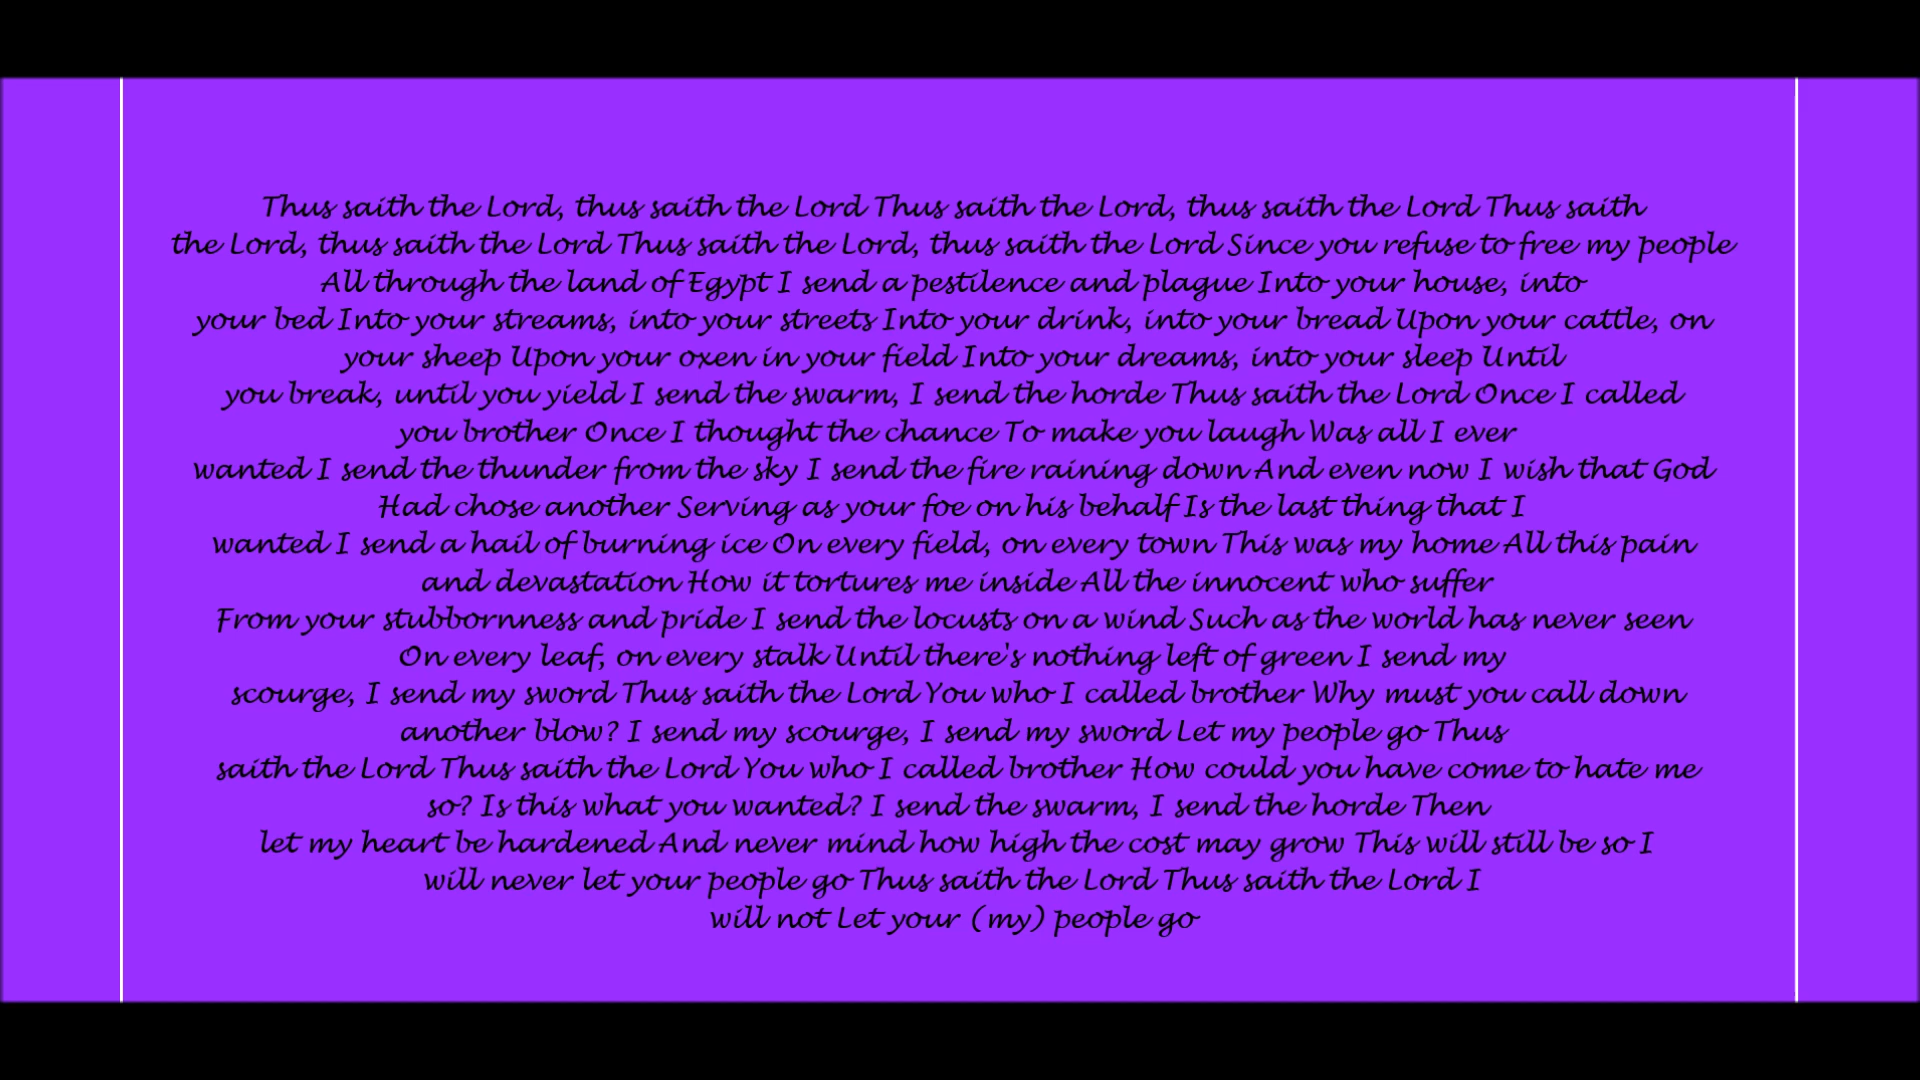 Thus saith the Lord, thus saith the Lord Thus saith the Lord, thus saith the Lord Thus saith
the Lord, thus saith the Lord Thus saith the Lord, thus saith the Lord Since you refuse to free my people
All through the land of Egypt I send a pestilence and plague Into your house, into
your bed Into your streams, into your streets Into your drink, into your bread Upon your cattle, on
your sheep Upon your oxen in your field Into your dreams, into your sleep Until
you break, until you yield I send the swarm, I send the horde Thus saith the Lord Once I called
you brother Once I thought the chance To make you laugh Was all I ever
wanted I send the thunder from the sky I send the fire raining down And even now I wish that God
Had chose another Serving as your foe on his behalf Is the last thing that I
wanted I send a hail of burning ice On every field, on every town This was my home All this pain
and devastation How it tortures me inside All the innocent who suffer
From your stubbornness and pride I send the locusts on a wind Such as the world has never seen
On every leaf, on every stalk Until there's nothing left of green I send my
scourge, I send my sword Thus saith the Lord You who I called brother Why must you call down
another blow? I send my scourge, I send my sword Let my people go Thus
saith the Lord Thus saith the Lord You who I called brother How could you have come to hate me
so? Is this what you wanted? I send the swarm, I send the horde Then
let my heart be hardened And never mind how high the cost may grow This will still be so I
will never let your people go Thus saith the Lord Thus saith the Lord I
will not Let your (my) people go